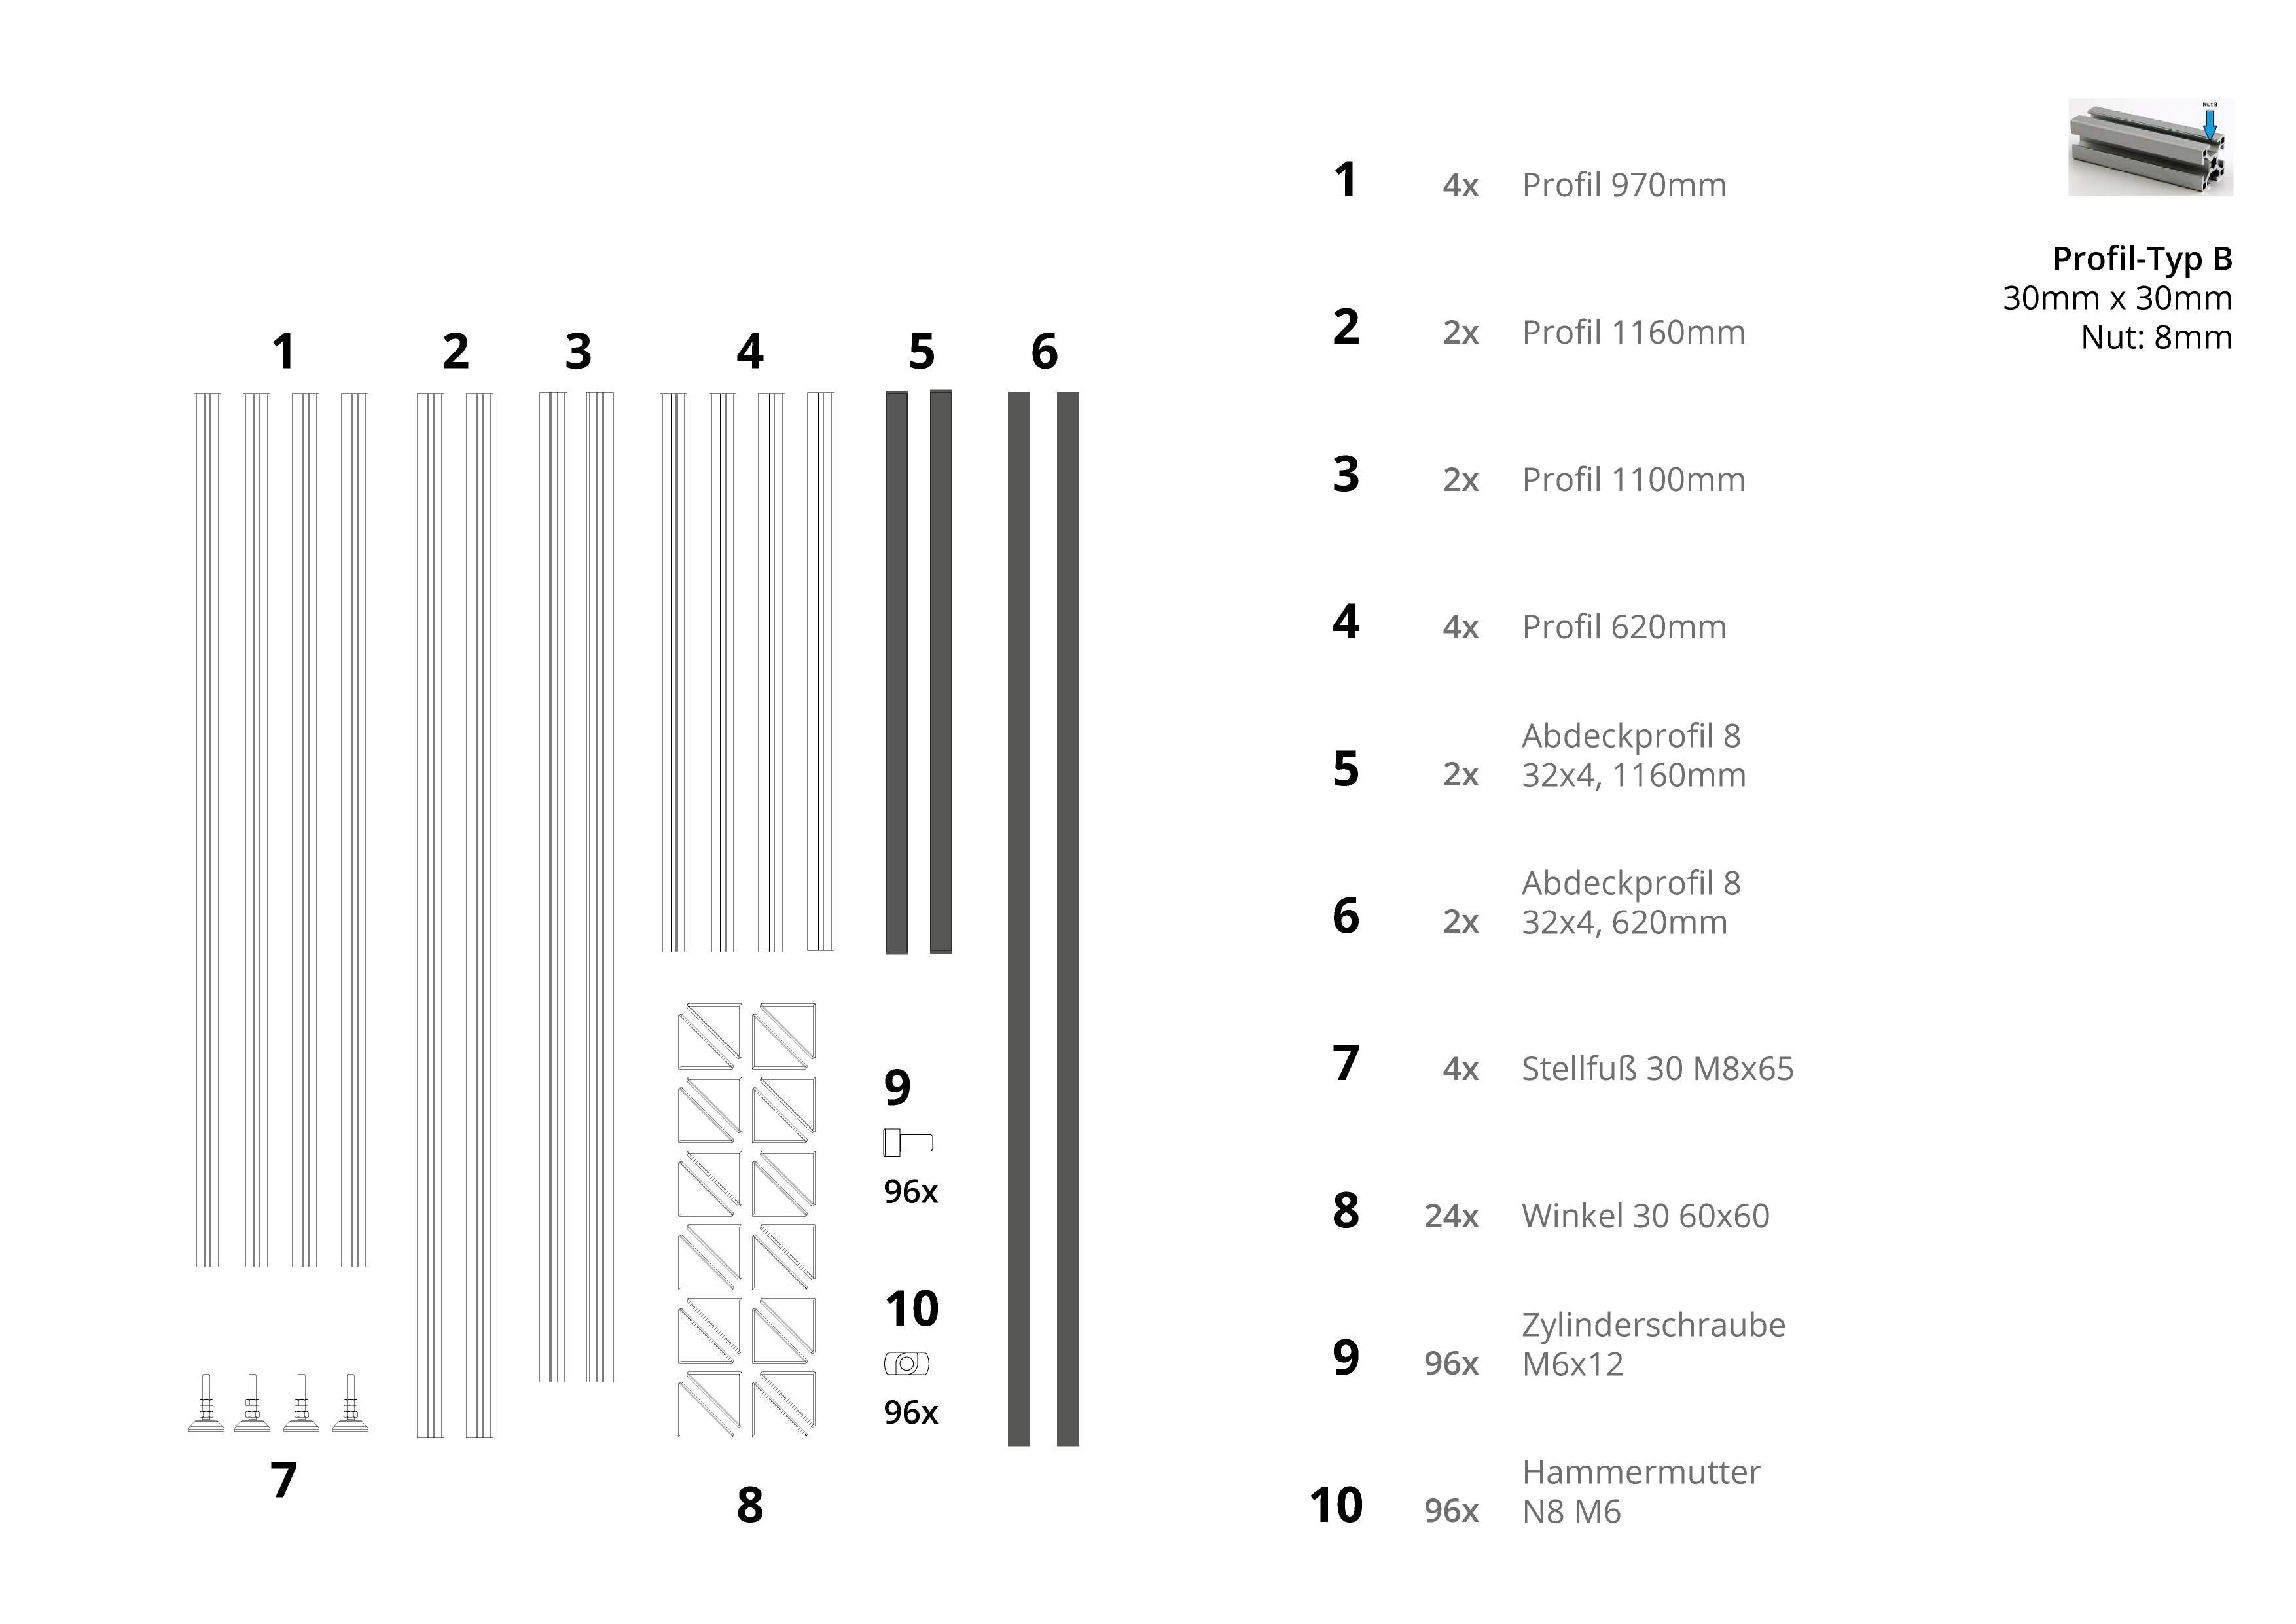 1 2 3 4 5 6
9
96x
10
96x
7
8
1 4x Profil 970mm
2 2x Profil 1160mm
3 2x Profil 1100mm
4 4x Profil 620mm
Abdeckprofil 8
5 2x 32x4, 1160mm
Abdeckprofil 8
6 2x 32x4, 620mm
7 4x Stellfuß 30 M8x65
8 24x Winkel 30 60x60
Zylinderschraube
9 96x M6x12
Hammermutter
10 96x N8 M6
Nut B
Profil-Typ B
30mm x 30mm
Nut: 8mm